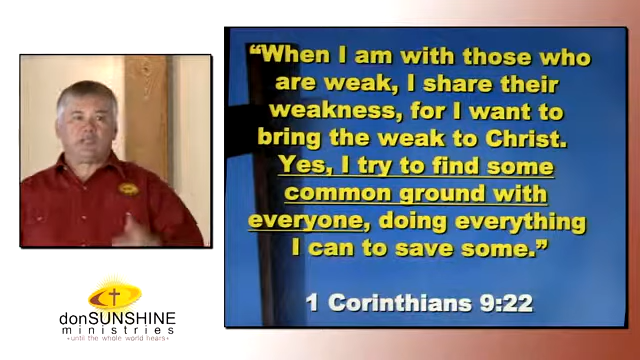 “When I am with those who
are weak, I share their
weakness, for I want to
bring the weak to Christ.
Yes, I try to find some
common ground with
everyone, doing everything
I can to save some.”
1 Corinthians 9:22
donSUNSHINE
ministries
-until the whole world hears-